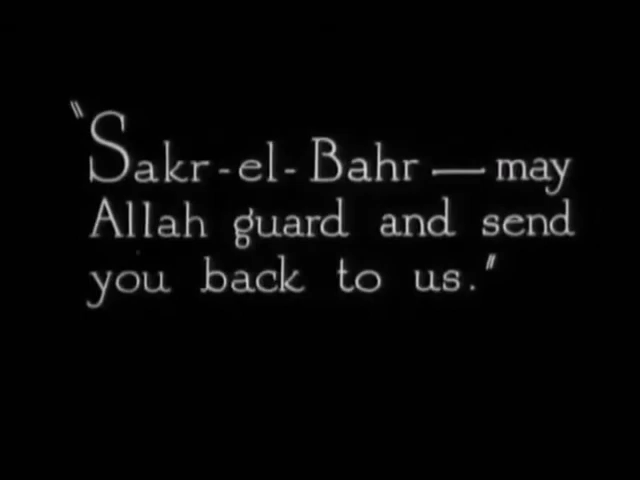 "Sakr-el-Bahr — may
Allah guard and send
you back to us."